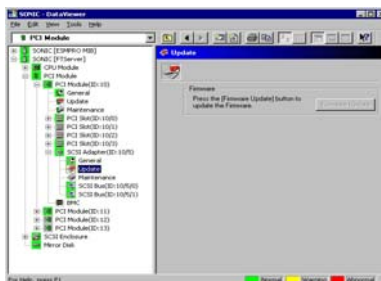 SONIC - DataViewer
File Edit View Tools Help
PCI Module
SONIC [ESMPRO MIB]
SONIC [FTServer]
CPU Module
PCI Module
PCI Module(ID:10)
General
Update
Maintenance
PCI Slot(ID:10/0)
PCI Slot(ID:10/1)
PCI Slot(ID:10/2)
PCI Slot(ID:10/3)
SCSI Adapter(ID:10/5)
General
Update
Maintenance
SCSI Bus(ID:10/5/0)
SCSI Bus(ID:10/5/1)
BMC
PCI Module(ID:11)
PCI Module(ID:12)
PCI Module(ID:13)
SCSI Enclosure
Mirror Disk
Update
Firmware
Press the [Firmware Update] button to
update the Firmware.
Firmware Update
For Help, press F1
Normal
Warning
Abnormal